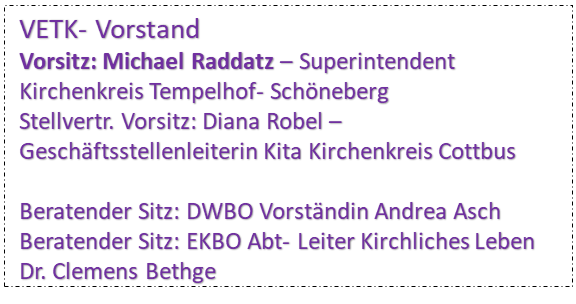 VETK- Vorstand
Vorsitz: Michael Raddatz – Superintendent
Kirchenkreis Tempelhof- Schöneberg
Stellvertr. Vorsitz: Diana Robel –
Geschäftsstellenleiterin Kita Kirchenkreis Cottbus
Beratender Sitz: DWBO Vorständin Andrea Asch
Beratender Sitz: EKBO Abt- Leiter Kirchliches Leben
Dr. Clemens Bethge